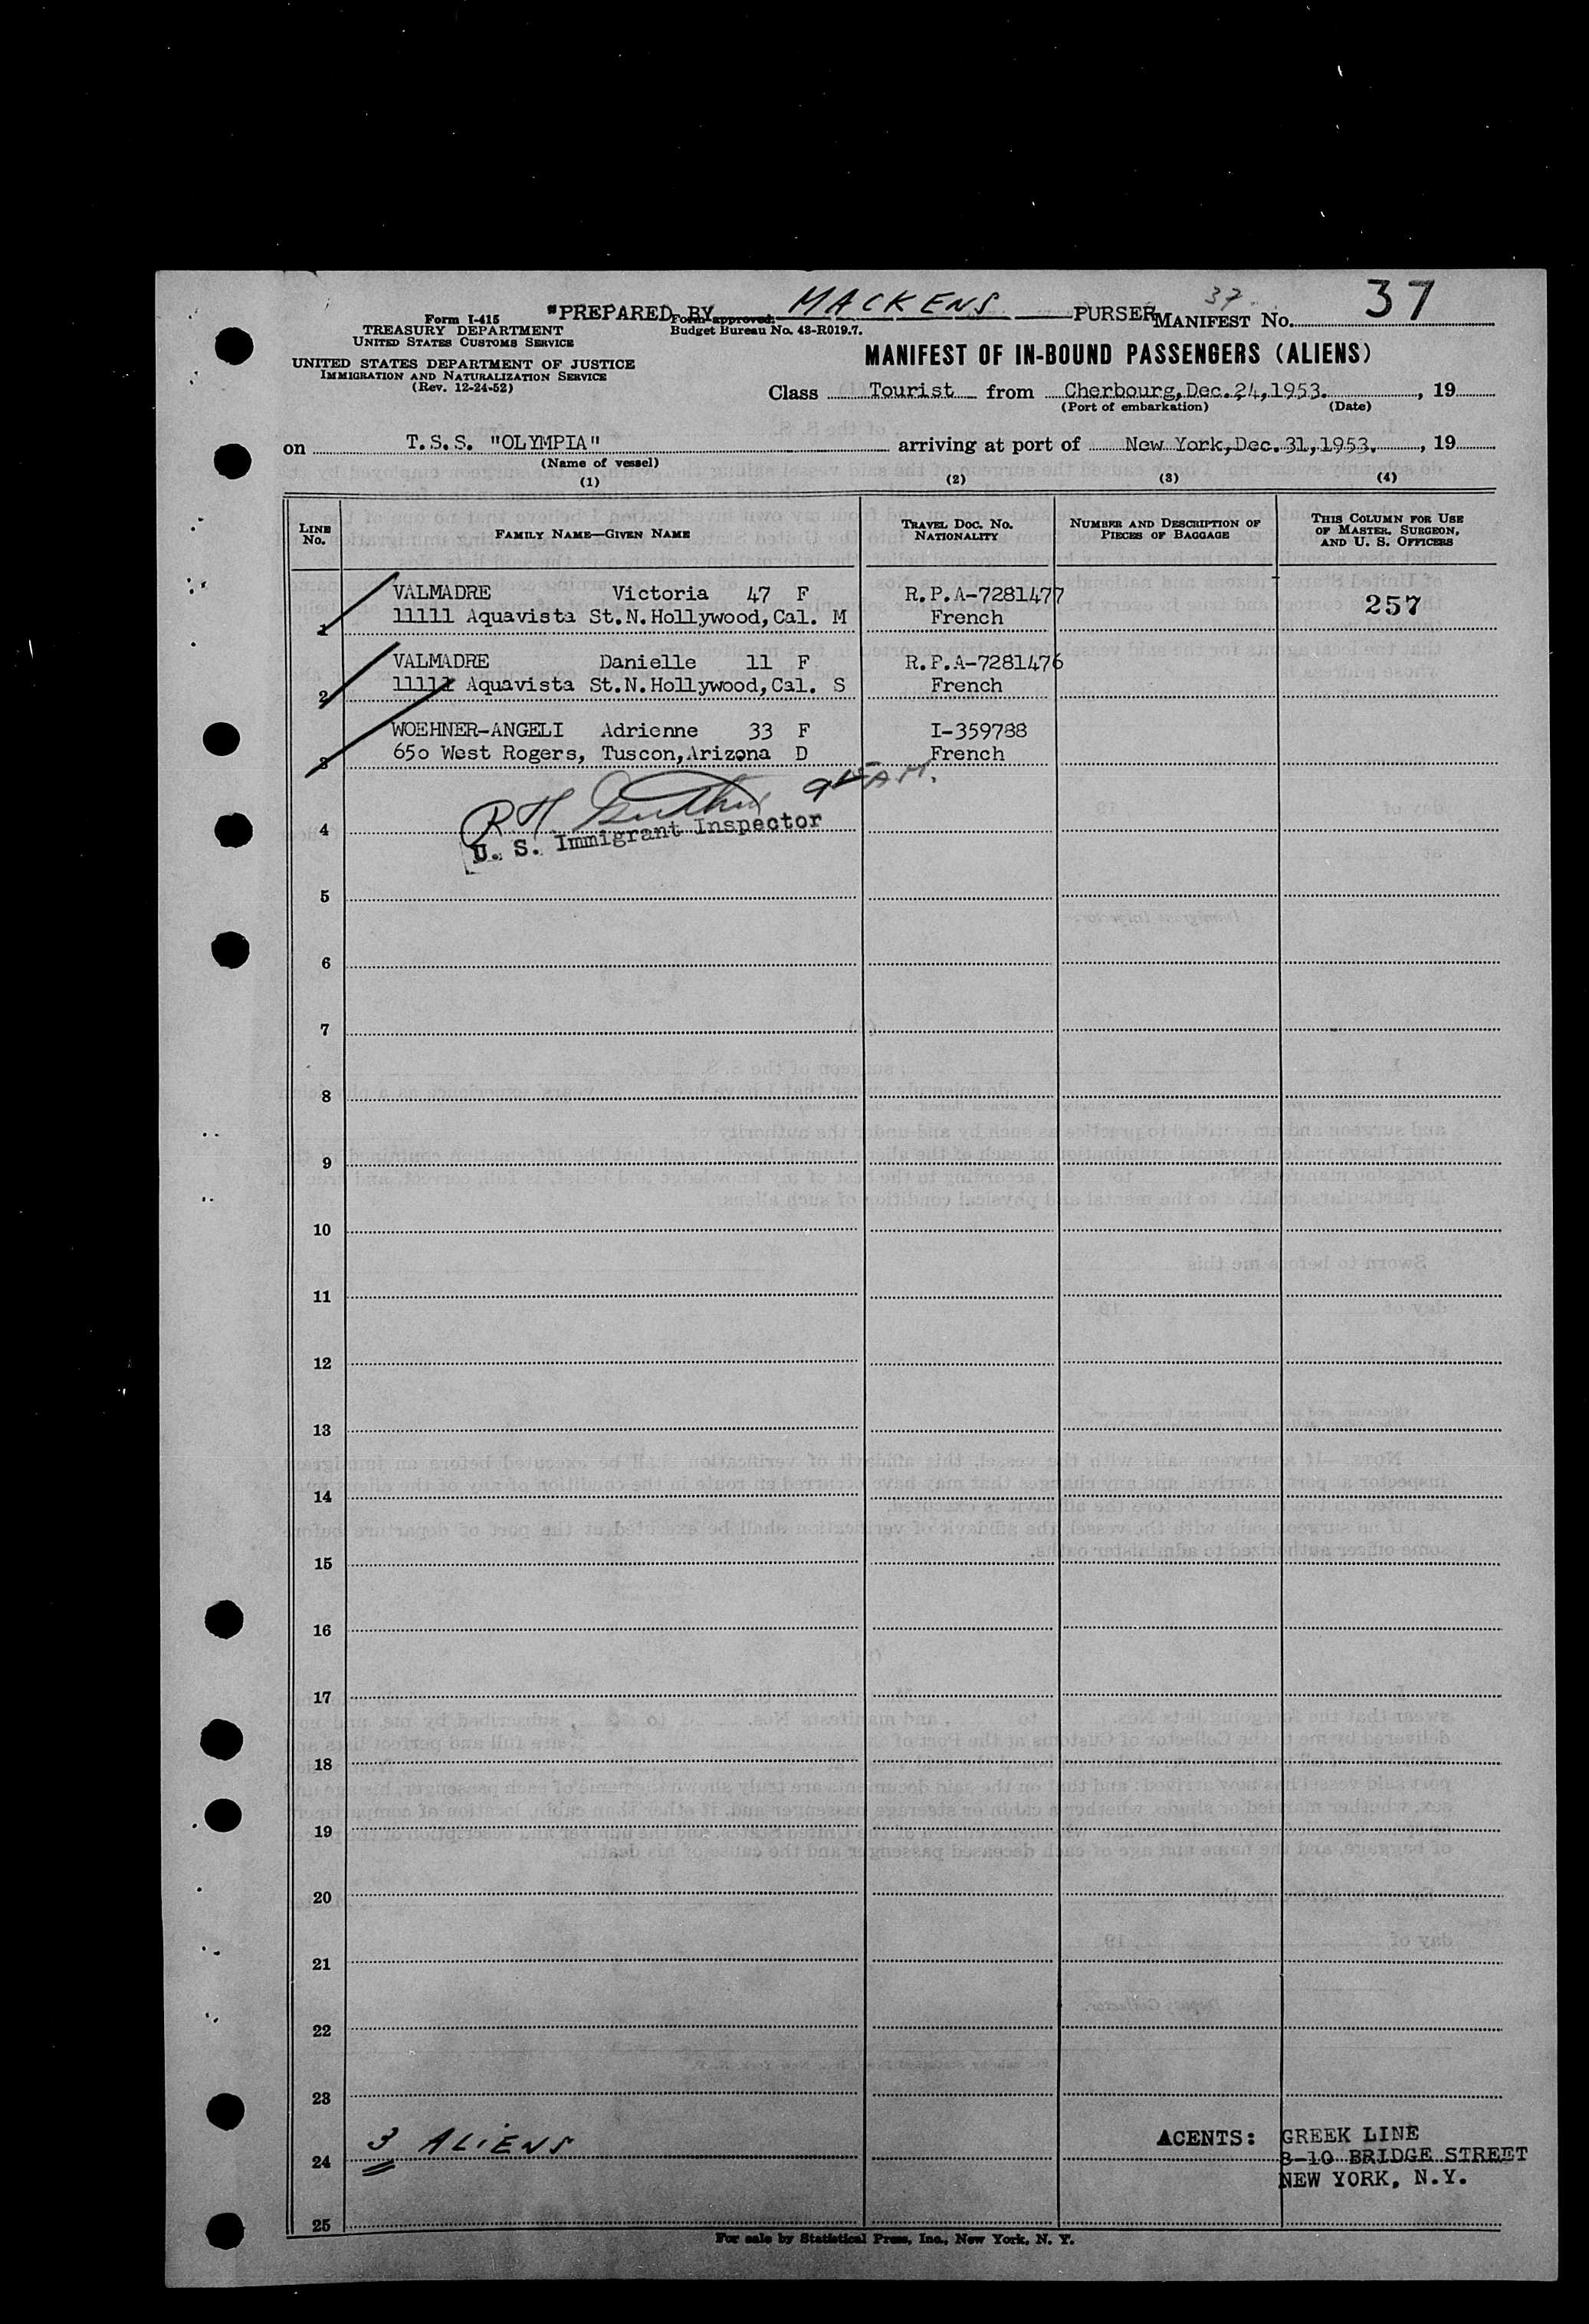 37
Form I-415
TREASURY DEPARTMENT
UNITED STATES CUSTOMS SERVICE
UNITED STATES DEPARTMENT OF JUSTICE
IMMIGRATION AND NATURALIZATION SERVICE
(Rev. 12-24-52)
"PREPARED BY MACKENS PURSER
Form approved.
Budget Bureau No. 43-R019.7.
MANIFEST No. 37
MANIFEST OF IN-BOUND PASSENGERS (ALIENS)
Class Tourist from Cherbourg, Dec. 24, 1953. , 19
(Port of embarkation) (Date)
on T.S.S. "OLYMPIA" arriving at port of New York, Dec. 31, 1953. , 19
(Name of vessel)
(1) (2) (3) (4)
LINE No. FAMILY NAME—GIVEN NAME TRAVEL DOC. NO. NATIONALITY NUMBER AND DESCRIPTION OF PIECES OF BAGGAGE THIS COLUMN FOR USE OF MASTER, SURGEON, AND U. S. OFFICERS
VALMADRE Victoria 47 F R.P.A-7281477 257
1 11111 Aquavista St. N. Hollywood, Cal. M French
VALMADRE Danielle 11 F R.P.A-7281476
2 11111 Aquavista St. N. Hollywood, Cal. S French
WOEHNER-ANGELI Adrienne 33 F I-359788
3 650 West Rogers, Tuscon, Arizona D French
R.H. A.M.
4 U. S. Immigrant Inspector
5
6
7
8
9
10
11
12
13
14
15
16
17
18
19
20
21
22
23
3 ALIENS ACENTS: GREEK LINE
24 8-10 BRIDGE STREET
NEW YORK, N.Y.
25
For sale by Statistical Press, Inc., New York, N. Y.